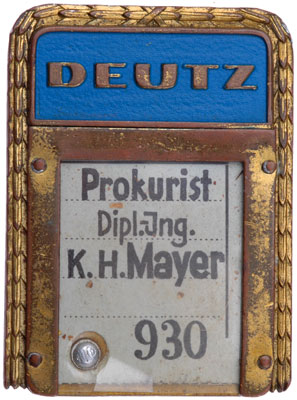 DEUTZ
Prokurist
Dipl.-Ing.
K. H. Mayer
930